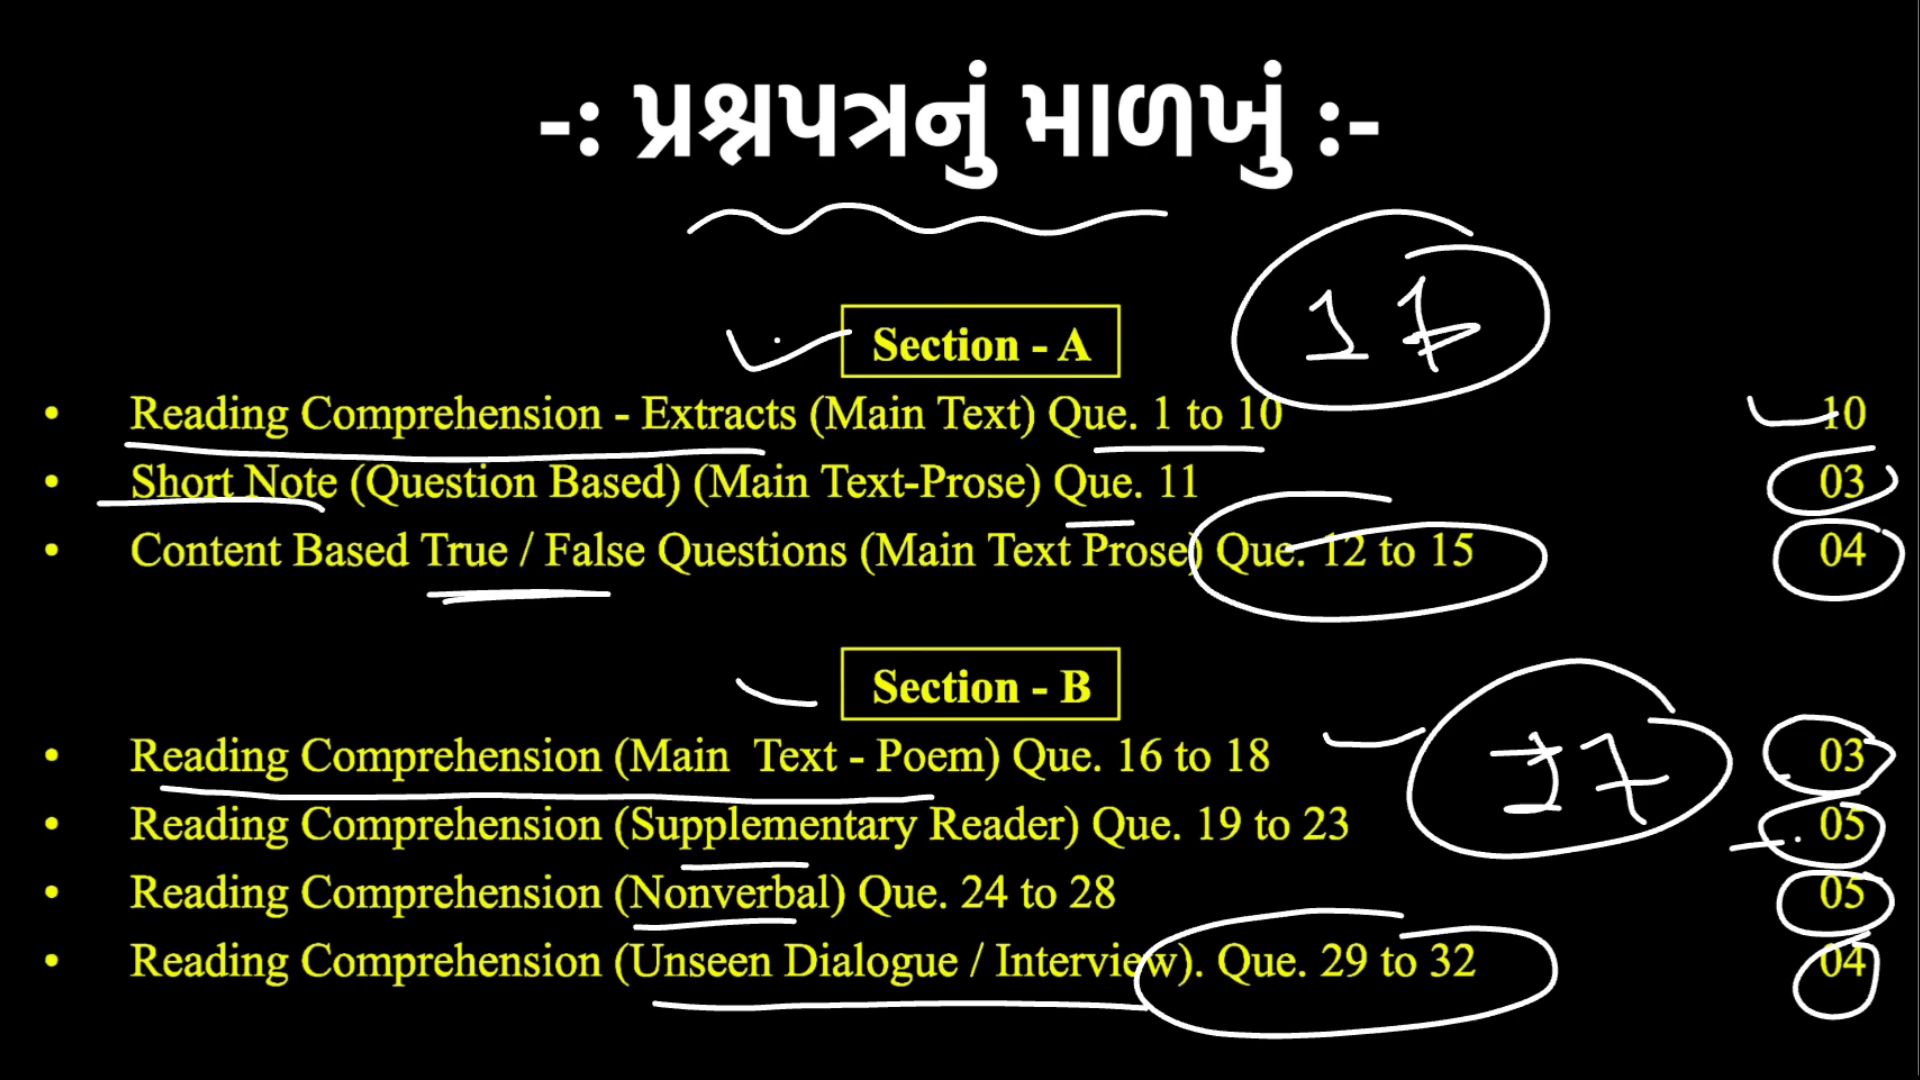 -: પ્રશ્નપત્રનું માળખું :-
17
Section - A
• Reading Comprehension - Extracts (Main Text) Que. 1 to 10 10
• Short Note (Question Based) (Main Text-Prose) Que. 11 03
• Content Based True / False Questions (Main Text Prose) Que. 12 to 15 04
Section - B
17
• Reading Comprehension (Main Text - Poem) Que. 16 to 18 03
• Reading Comprehension (Supplementary Reader) Que. 19 to 23 05
• Reading Comprehension (Nonverbal) Que. 24 to 28 05
• Reading Comprehension (Unseen Dialogue / Interview). Que. 29 to 32 04